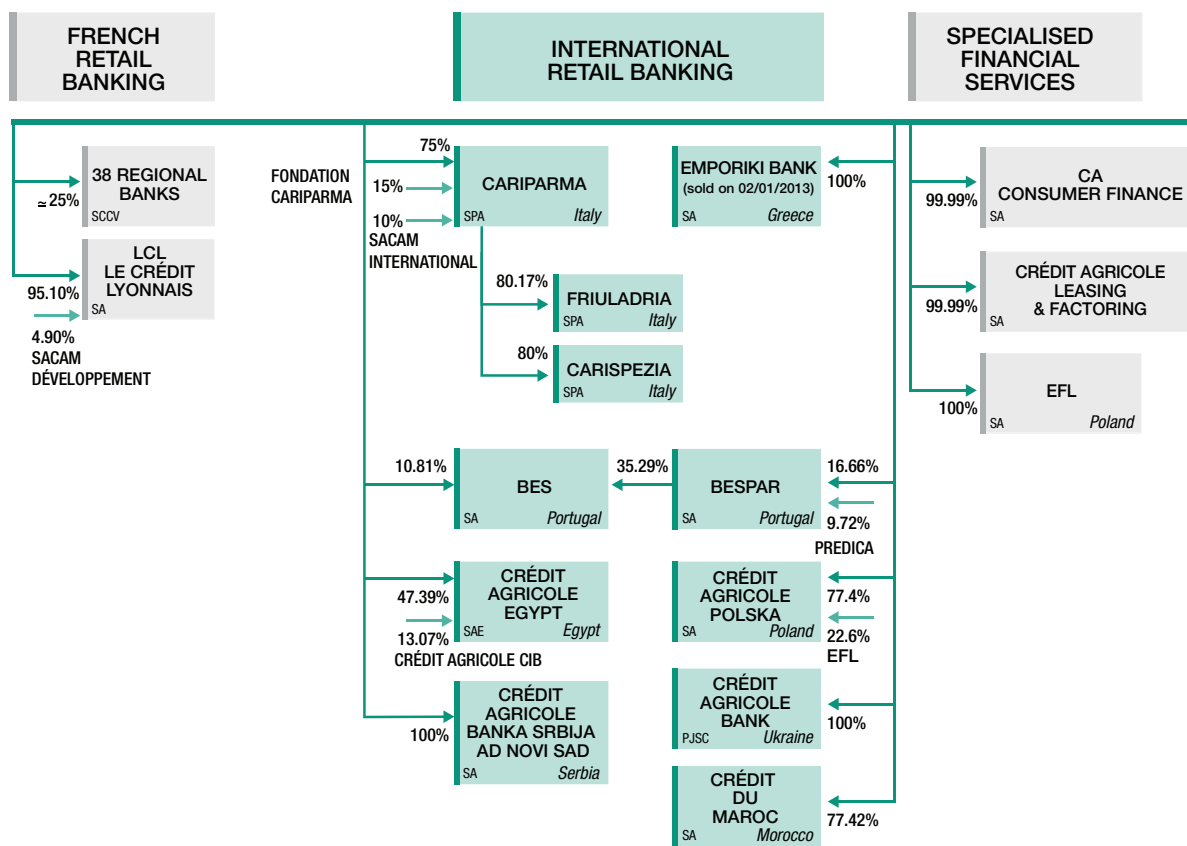 FRENCH
RETAIL
BANKING
INTERNATIONAL
RETAIL BANKING
SPECIALISED
FINANCIAL
SERVICES
38 REGIONAL
BANKS
SCCV
≃ 25%
LCL
LE CRÉDIT
LYONNAIS
SA
95.10%
4.90%
SACAM
DÉVELOPPEMENT
75%
FONDATION
CARIPARMA
15%
10%
SACAM
INTERNATIONAL
CARIPARMA
SPA Italy
80.17%
FRIULADRIA
SPA Italy
80%
CARISPEZIA
SPA Italy
EMPORIKI BANK
(sold on 02/01/2013)
SA Greece
100%
10.81%
BES
SA Portugal
35.29%
BESPAR
SA Portugal
16.66%
9.72%
PREDICA
47.39%
13.07%
CRÉDIT AGRICOLE CIB
CRÉDIT
AGRICOLE
EGYPT
SAE Egypt
CRÉDIT
AGRICOLE
POLSKA
SA Poland
77.4%
22.6%
EFL
100%
CRÉDIT
AGRICOLE
BANKA SRBIJA
AD NOVI SAD
SA Serbia
CRÉDIT
AGRICOLE
BANK
PJSC Ukraine
100%
CRÉDIT
DU
MAROC
SA Morocco
77.42%
99.99%
CA
CONSUMER FINANCE
SA
99.99%
CRÉDIT AGRICOLE
LEASING
& FACTORING
SA
100%
EFL
SA Poland